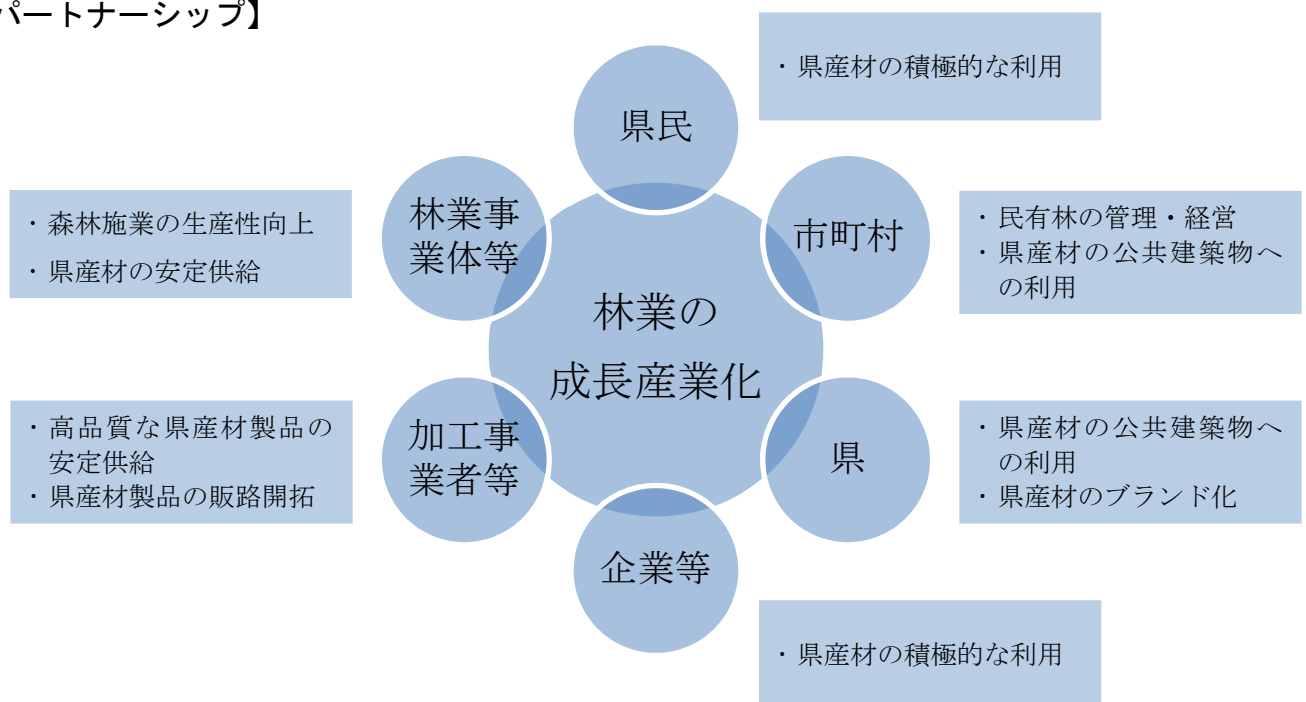 パートナーシップ】
・県産材の積極的な利用
県民
林業事
業体等
・森林施業の生産性向上
・県産材の安定供給
市町村
・民有林の管理・経営
・県産材の公共建築物へ
の利用
林業の
成長産業化
加工事
業者等
・高品質な県産材製品の
安定供給
・県産材製品の販路開拓
県
・県産材の公共建築物へ
の利用
・県産材のブランド化
企業等
・県産材の積極的な利用